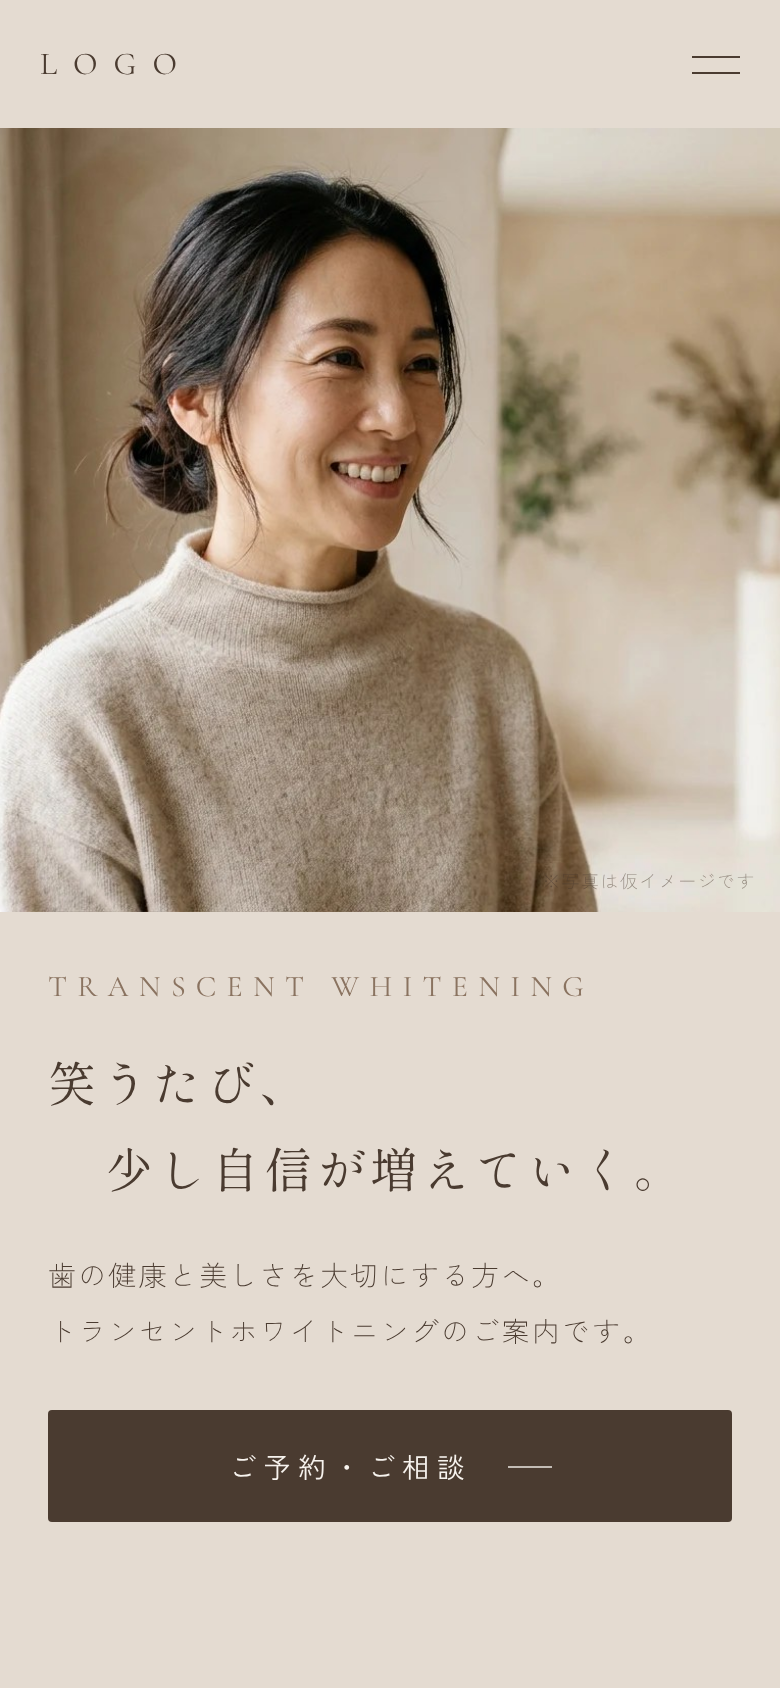 LOGO
真は仮イメージです
TRANSCENT WHITENING
笑うたび、
少し自信が増えていく。
歯の健康と美しさを大切にする方へ。
トランセントホワイトニングのご案内です。
ご予約・ご相談